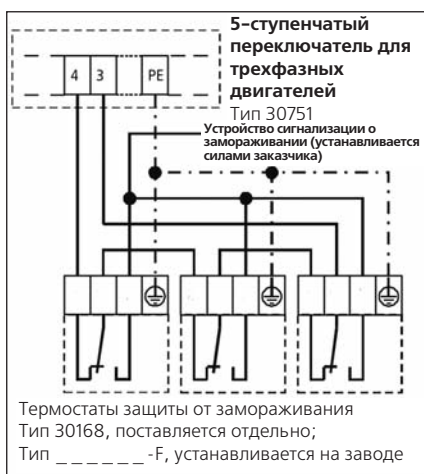 5-ступенчатый
переключатель для
трехфазных
двигателей
Тип 30751
Устройство сигнализации о
замораживании (устанавливается
силами заказчика)
4 3 PE
Термостаты защиты от замораживания
Тип 30168, поставляется отдельно;
Тип _ _ _ _ _ _ -F, устанавливается на заводе